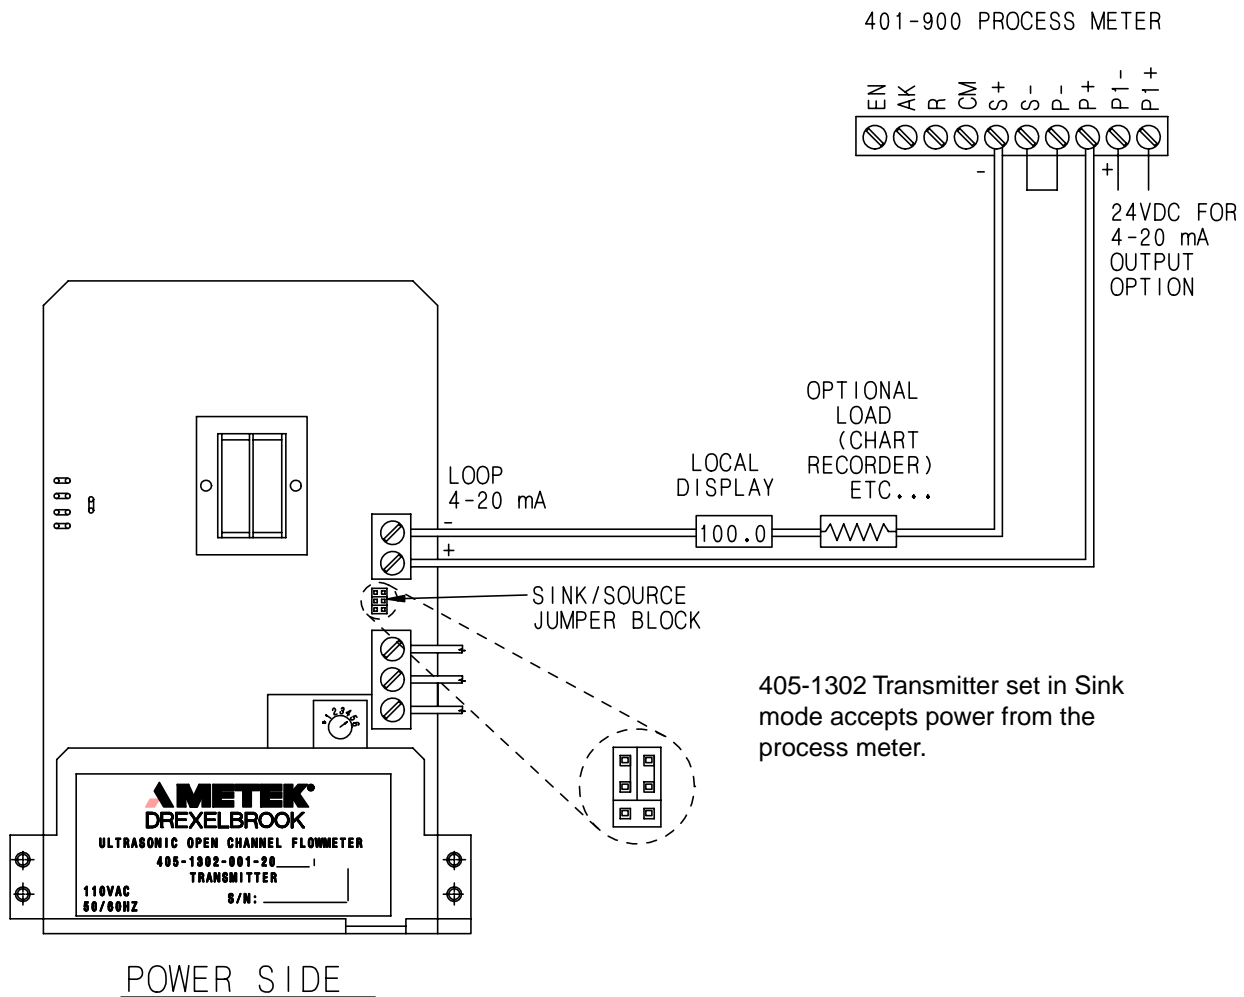 401-900 PROCESS METER
EN AK R CM S+ S- P- P+ P1- P1+
- +
24VDC FOR
4-20 mA
OUTPUT
OPTION
OPTIONAL
LOAD
(CHART
RECORDER)
ETC...
LOCAL
DISPLAY
100.0
LOOP
4-20 mA
-
+
SINK/SOURCE
JUMPER BLOCK
405-1302 Transmitter set in Sink
mode accepts power from the
process meter.
123456
AMETEK
DREXELBROOK
ULTRASONIC OPEN CHANNEL FLOWMETER
405-1302-001-20____
TRANSMITTER
110VAC
50/60HZ
S/N: ________
POWER SIDE